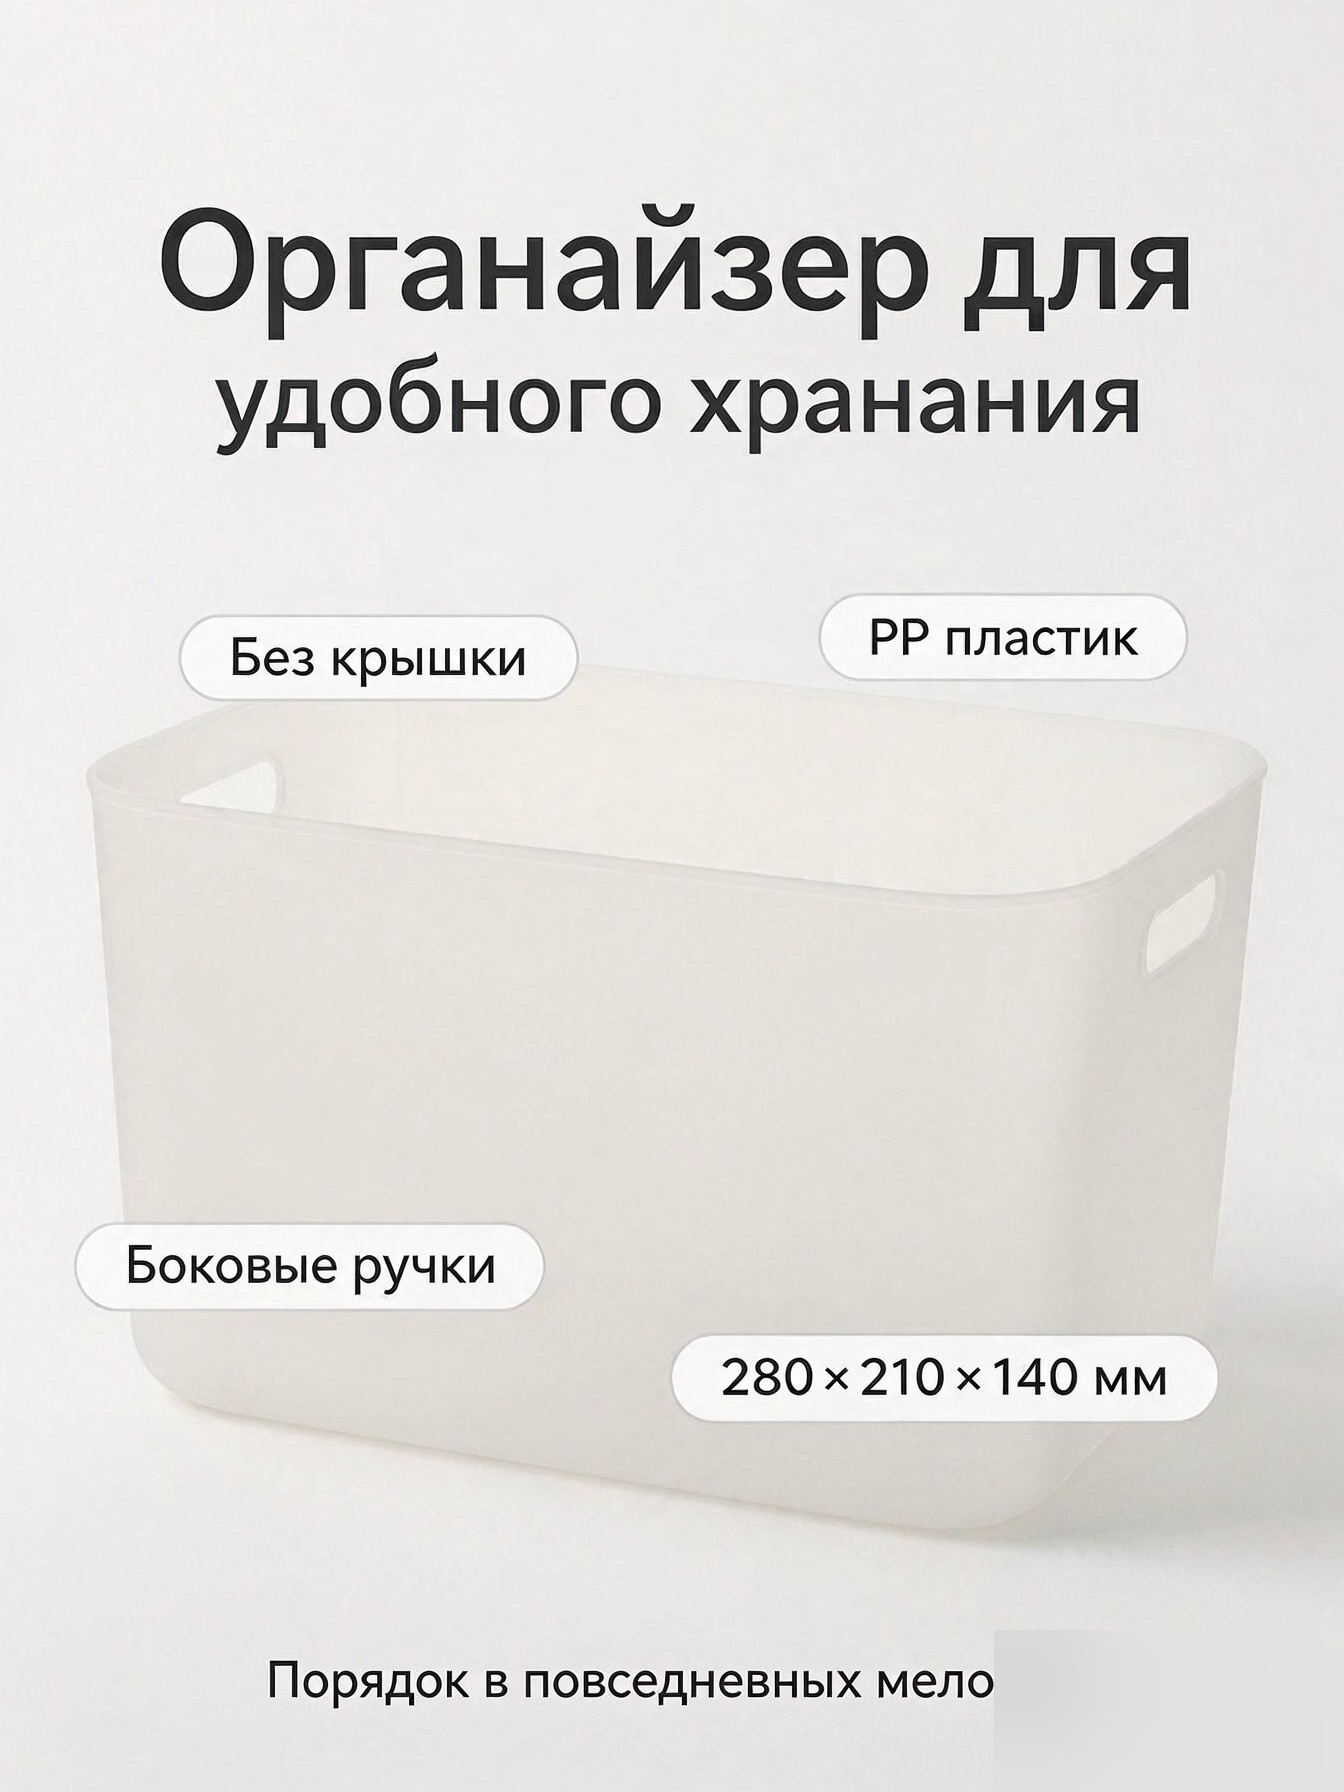 Органайзер для
удобного хранания
Без крышки
PP пластик
Боковые ручки
280×210×140 мм
Порядок в повседневных мело